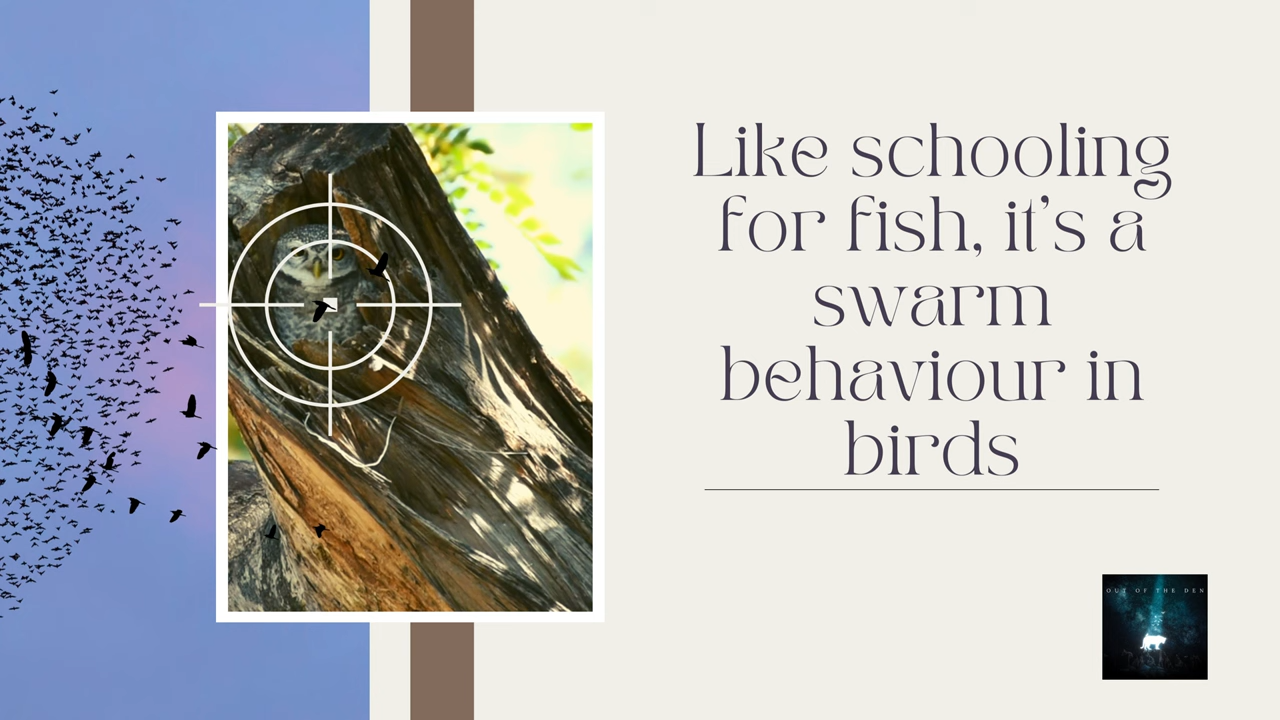 Like schooling
for fish, it's a
swarm
behaviour in
birds
OUT OF THE DEN